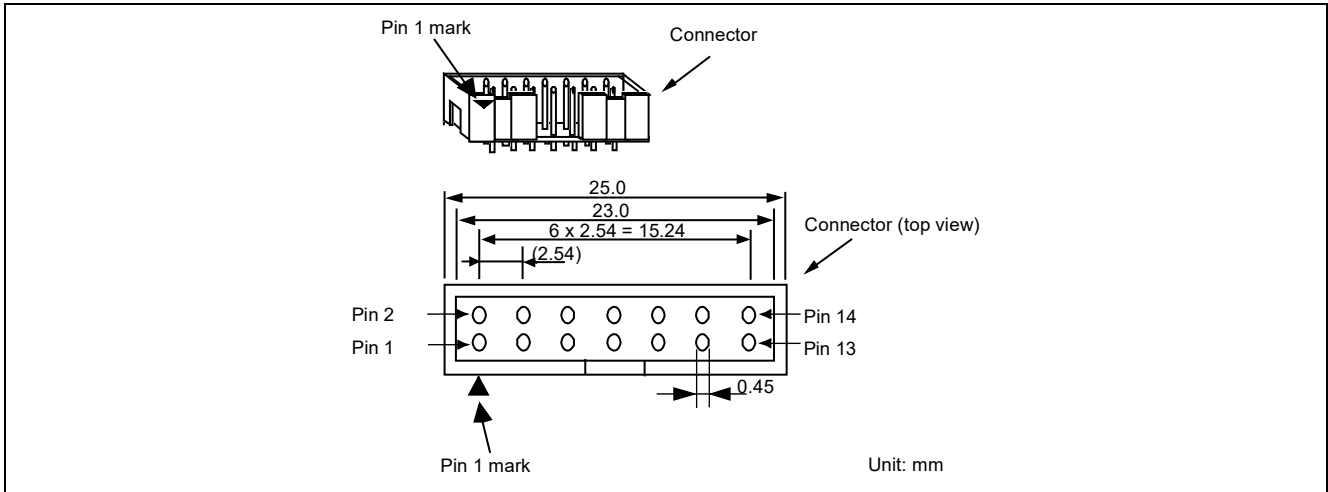 Pin 1 mark
Connector
25.0
23.0
6 x 2.54 = 15.24
(2.54)
Connector (top view)
Pin 2
Pin 14
Pin 1
Pin 13
0.45
Pin 1 mark
Unit: mm